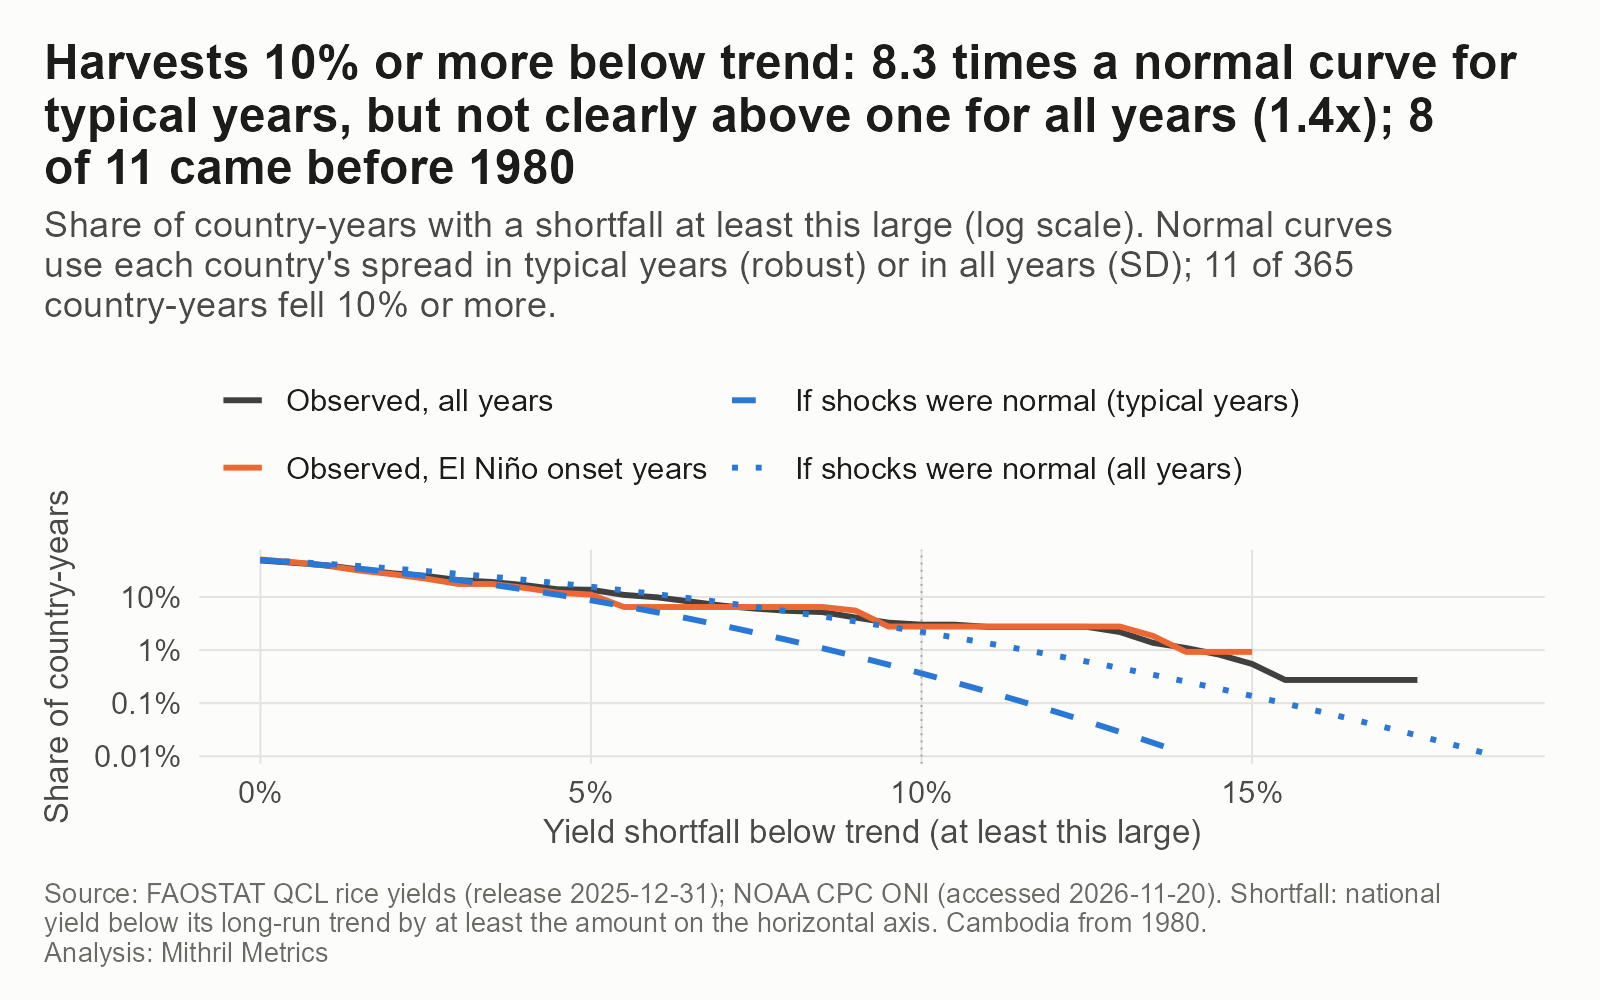 Harvests 10% or more below trend: 8.3 times a normal curve for
typical years, but not clearly above one for all years (1.4x); 8
of 11 came before 1980
Share of country-years with a shortfall at least this large (log scale). Normal curves
use each country's spread in typical years (robust) or in all years (SD); 11 of 365
country-years fell 10% or more.
Observed, all years
If shocks were normal (typical years)
Observed, El Niño onset years
If shocks were normal (all years)
Share of country-years
10%
1%
0.1%
0.01%
0%
5%
10%
15%
Yield shortfall below trend (at least this large)
Source: FAOSTAT QCL rice yields (release 2025-12-31); NOAA CPC ONI (accessed 2026-11-20). Shortfall: national
yield below its long-run trend by at least the amount on the horizontal axis. Cambodia from 1980.
Analysis: Mithril Metrics